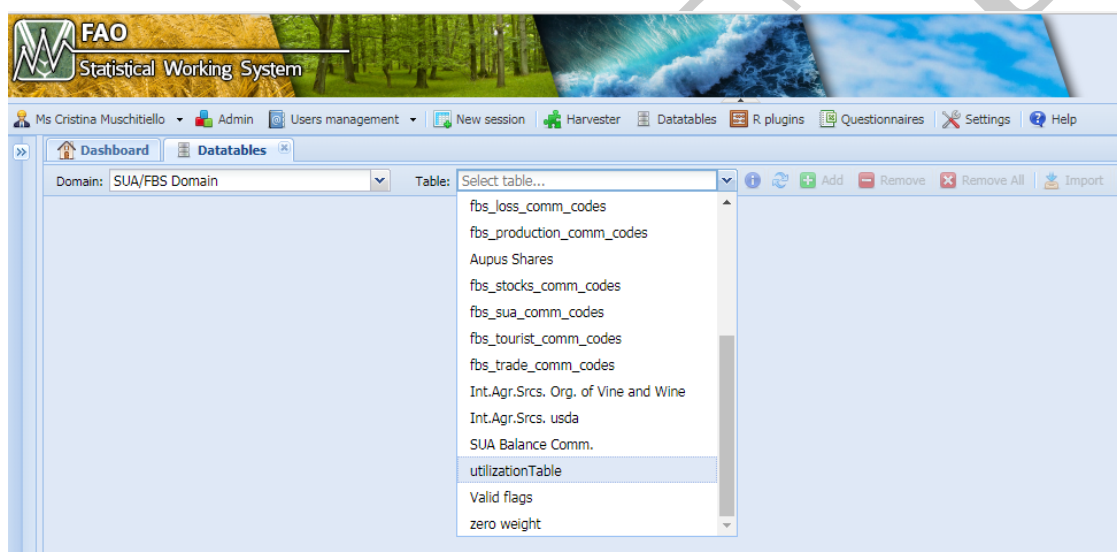 FAO
Statistical Working System
Ms Cristina Muschitiello Admin Users management New session Harvester Datatables R plugins Questionnaires Settings Help
Dashboard Datatables
Domain: SUA/FBS Domain Table: Select table... Add Remove Remove All Import
fbs_loss_comm_codes
fbs_production_comm_codes
Aupus Shares
fbs_stocks_comm_codes
fbs_sua_comm_codes
fbs_tourist_comm_codes
fbs_trade_comm_codes
Int.Agr.Srcs. Org. of Vine and Wine
Int.Agr.Srcs. usda
SUA Balance Comm.
utilizationTable
Valid flags
zero weight